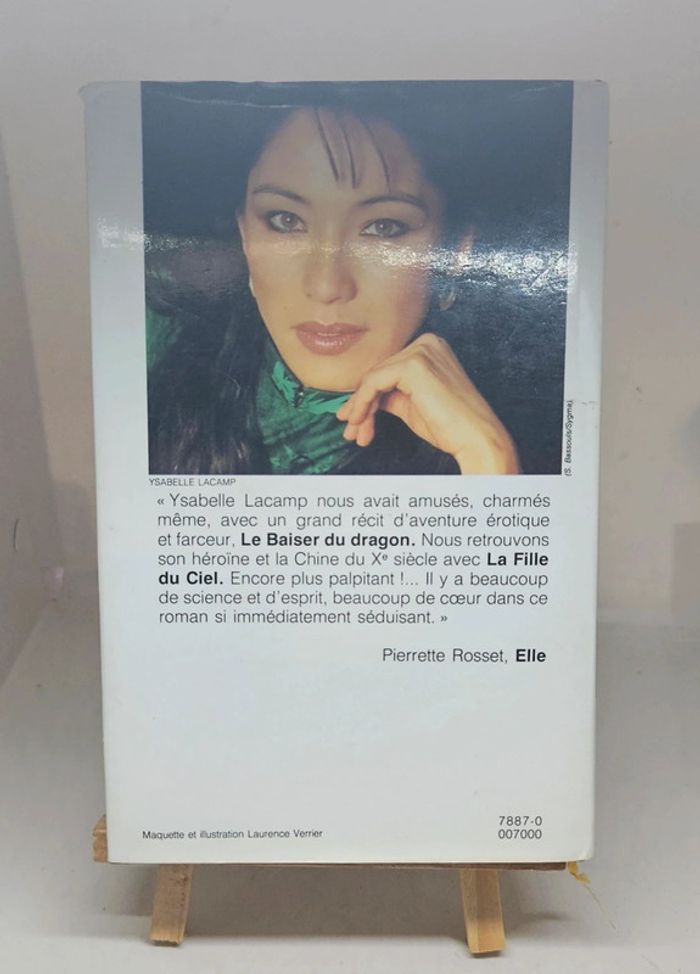 (S. Bassouls/Sygma)
YSABELLE LACAMP
« Ysabelle Lacamp nous avait amusés, charmés
même, avec un grand récit d'aventure érotique
et farceur, Le Baiser du dragon. Nous retrouvons
son héroïne et la Chine du Xe siècle avec La Fille
du Ciel. Encore plus palpitant !... Il y a beaucoup
de science et d'esprit, beaucoup de cœur dans ce
roman si immédiatement séduisant. »
Pierrette Rosset, Elle
7887-0
Maquette et illustration Laurence Verrier
007000